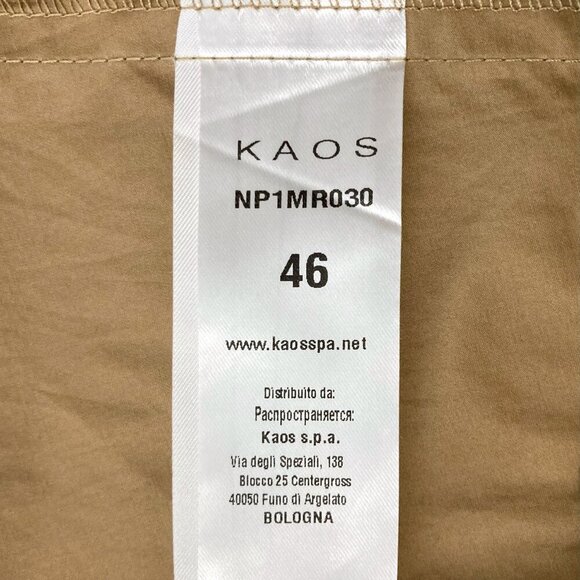 KAOS
NP1MR030
46
www.kaosspa.net
Distribuito da:
Распространяется:
Kaos s.p.a.
Via degli Speziali, 138
Blocco 25 Centergross
40050 Funo di Argelato
BOLOGNA